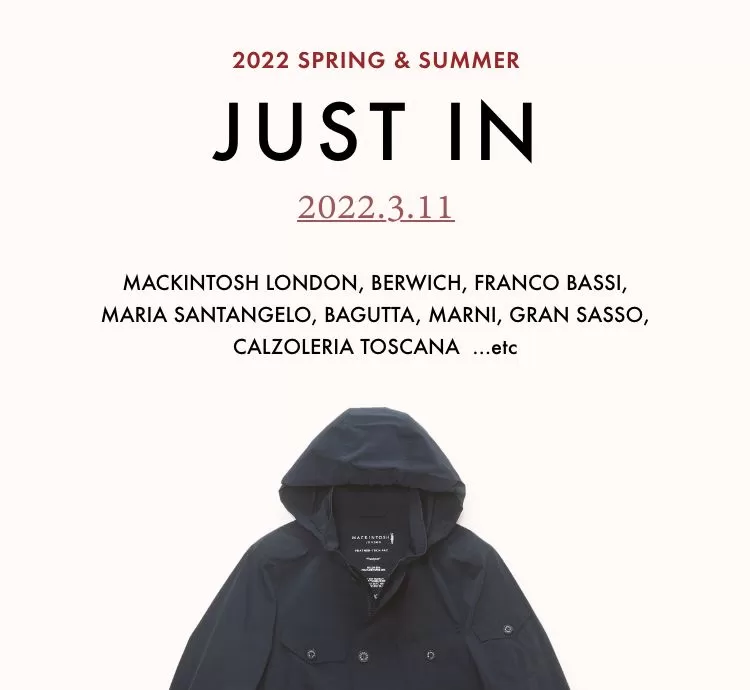 2022 SPRING & SUMMER
JUST IN
2022.3.11
MACKINTOSH LONDON, BERWICH, FRANCO BASSI,
MARIA SANTANGELO, BAGUTTA, MARNI, GRAN SASSO,
CALZOLERIA TOSCANA ...etc
MACKINTOSH
LONDON